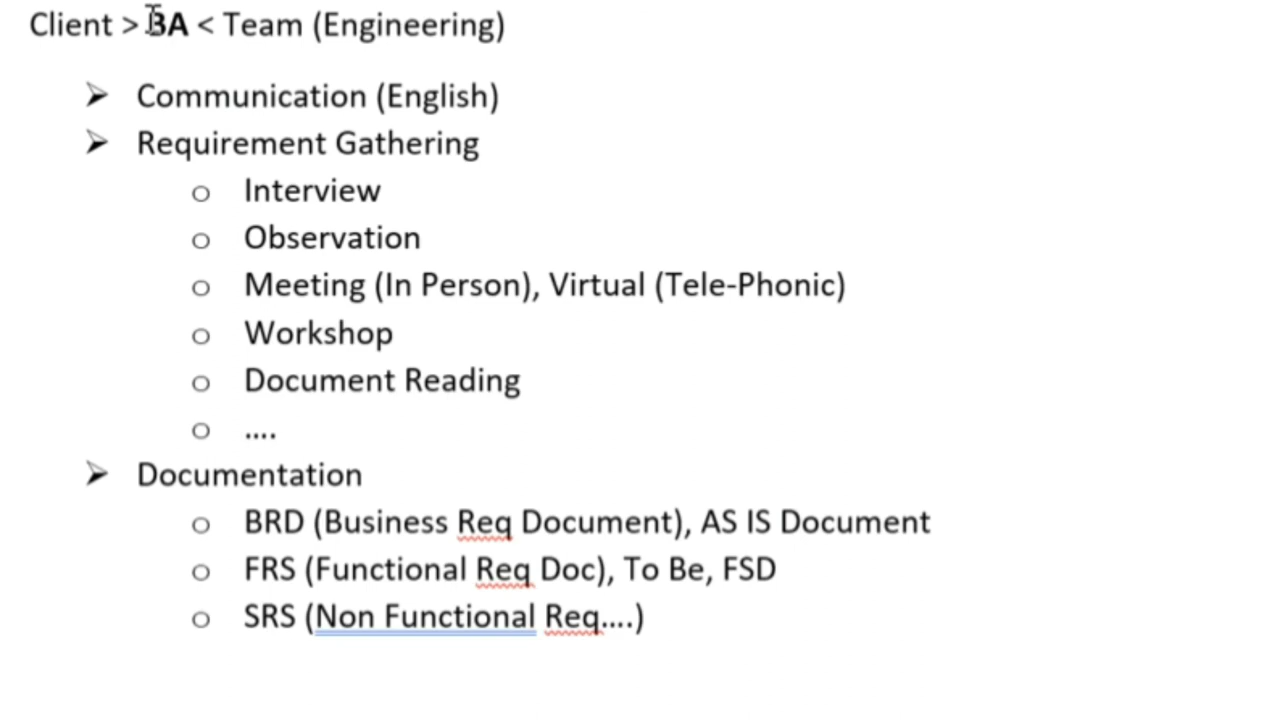 Client > BA < Team (Engineering)
➢ Communication (English)
➢ Requirement Gathering
o Interview
o Observation
o Meeting (In Person), Virtual (Tele-Phonic)
o Workshop
o Document Reading
o ....
➢ Documentation
o BRD (Business Req Document), AS IS Document
o FRS (Functional Req Doc), To Be, FSD
o SRS (Non Functional Req....)